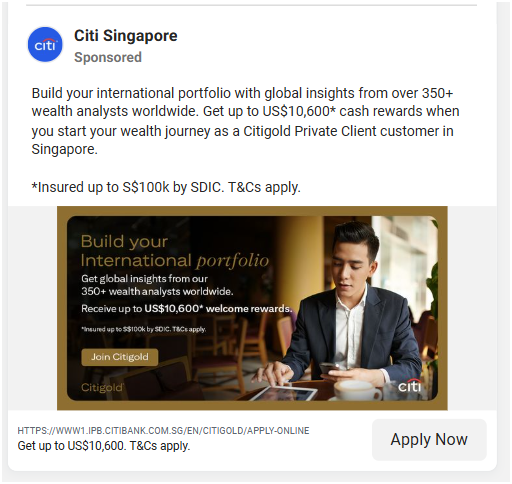 citi
Citi Singapore
Sponsored
Build your international portfolio with global insights from over 350+
wealth analysts worldwide. Get up to US$10,600* cash rewards when
you start your wealth journey as a Citigold Private Client customer in
Singapore.
*Insured up to S$100k by SDIC. T&Cs apply.
Build your
International portfolio
Get global insights from our
350+ wealth analysts worldwide.
Receive up to US$10,600* welcome rewards.
*Insured up to S$100k by SDIC. T&Cs apply.
Join Citigold
Citigold
citi
HTTPS://WWW1.IPB.CITIBANK.COM.SG/EN/CITIGOLD/APPLY-ONLINE
Get up to US$10,600. T&Cs apply.
Apply Now